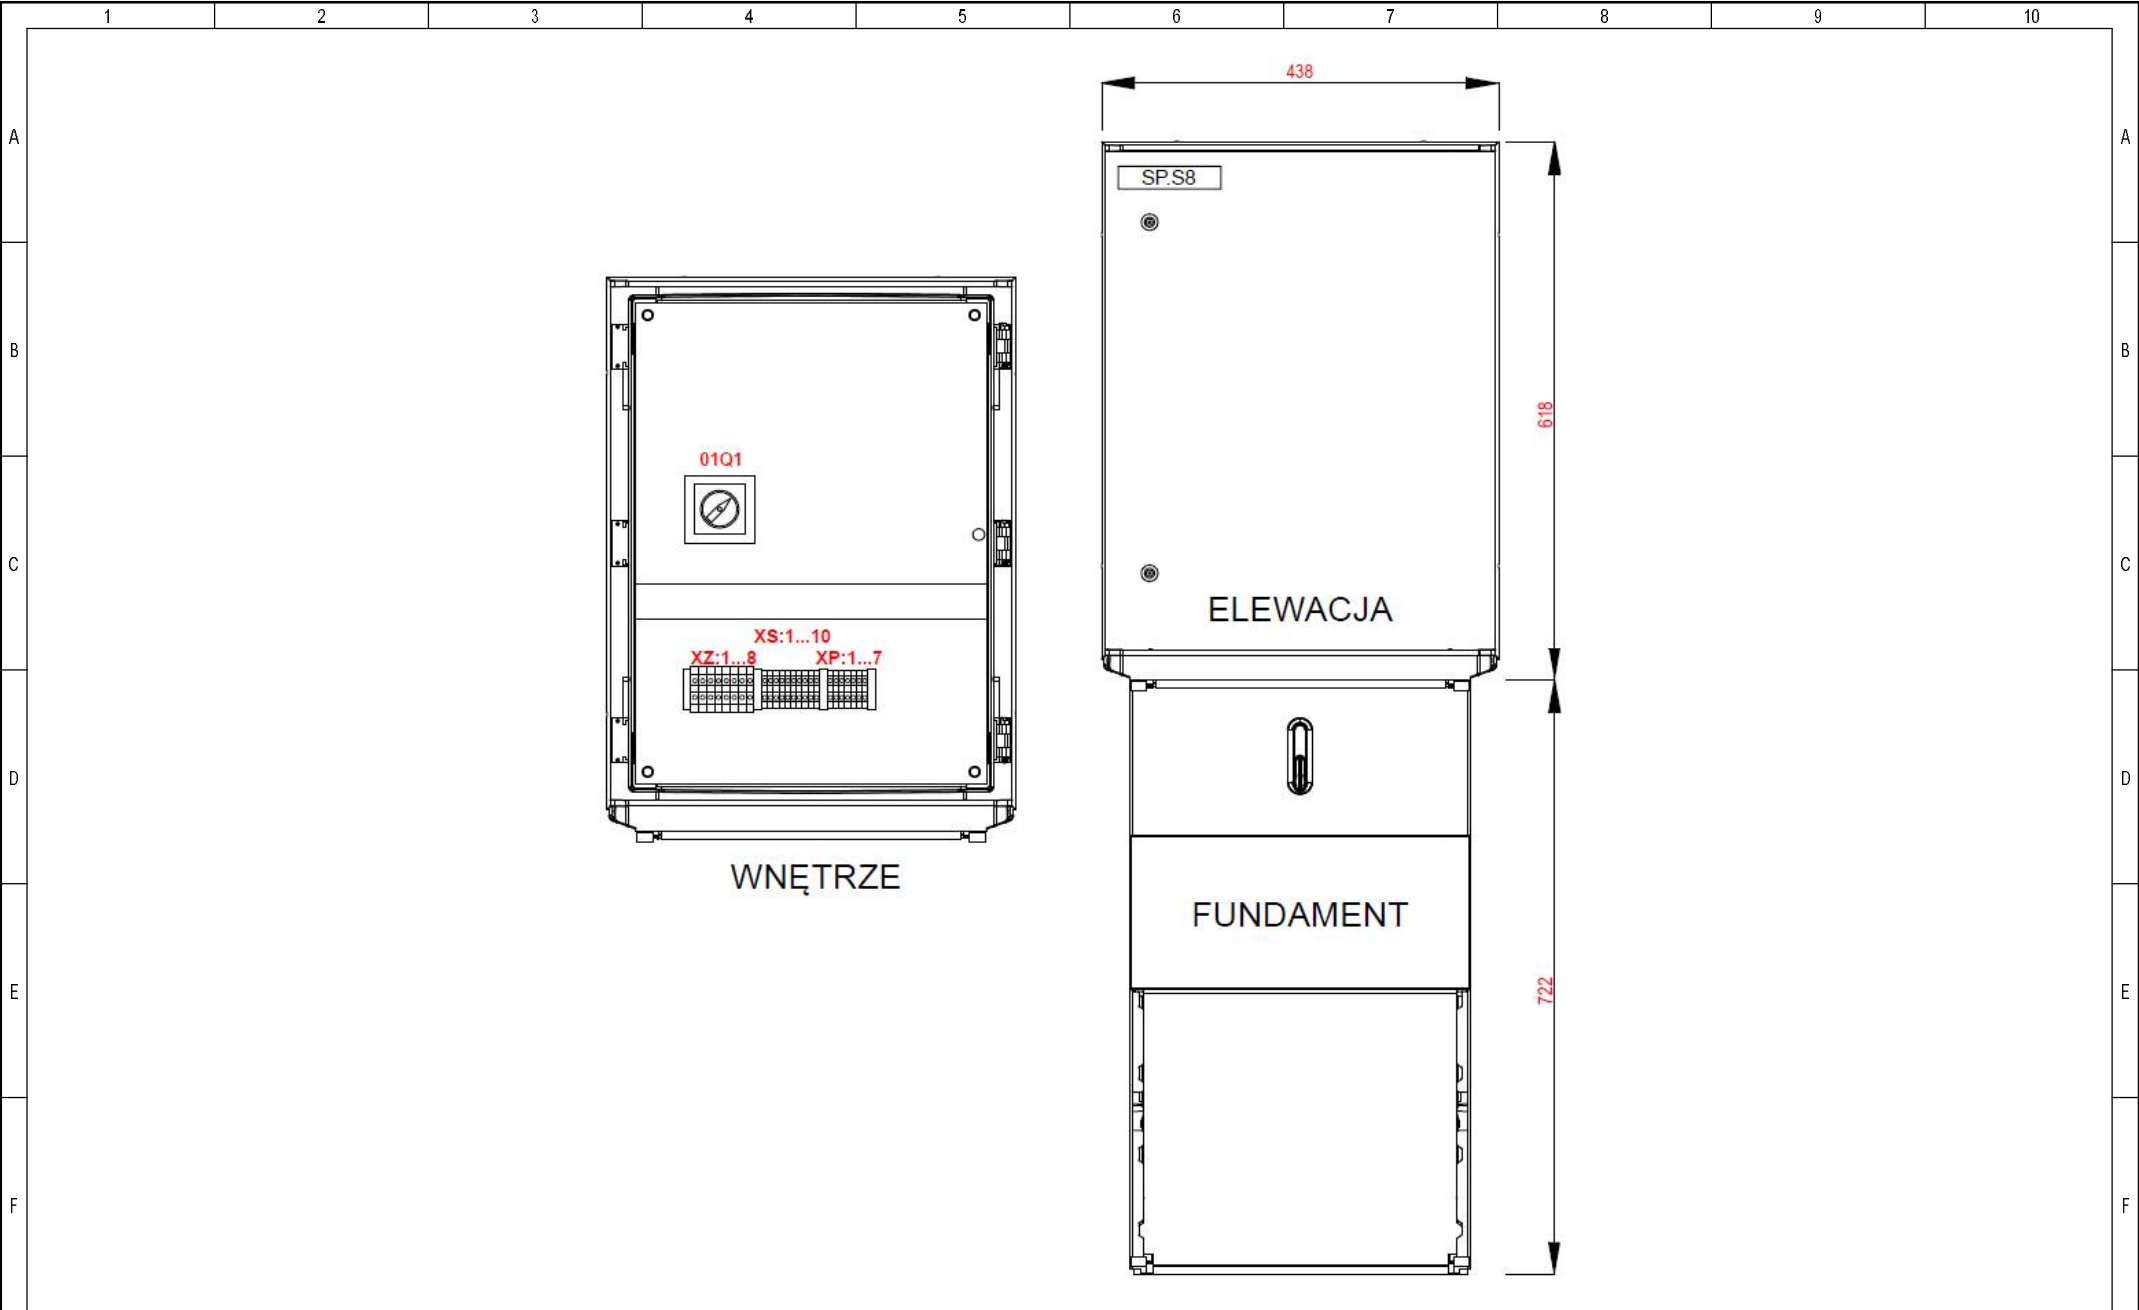 1 2 3 4 5 6 7 8 9 10
438
A A
SP.S8
B B
618
01Q1
C C
ELEWACJA
XS:1...10
XZ:1...8 XP:1...7
D D
WNĘTRZE
FUNDAMENT
E E
722
F F